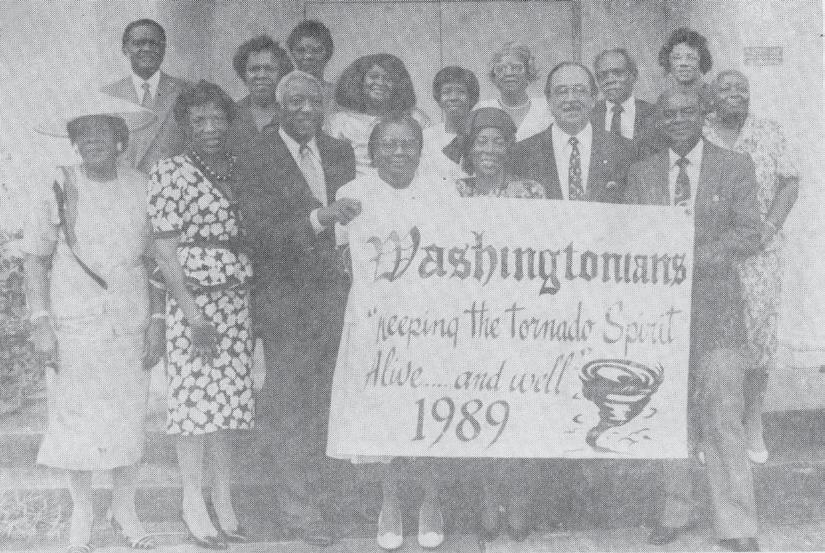 Washingtonians
"keeping the Tornado Spirit
Alive.... and well"
1989